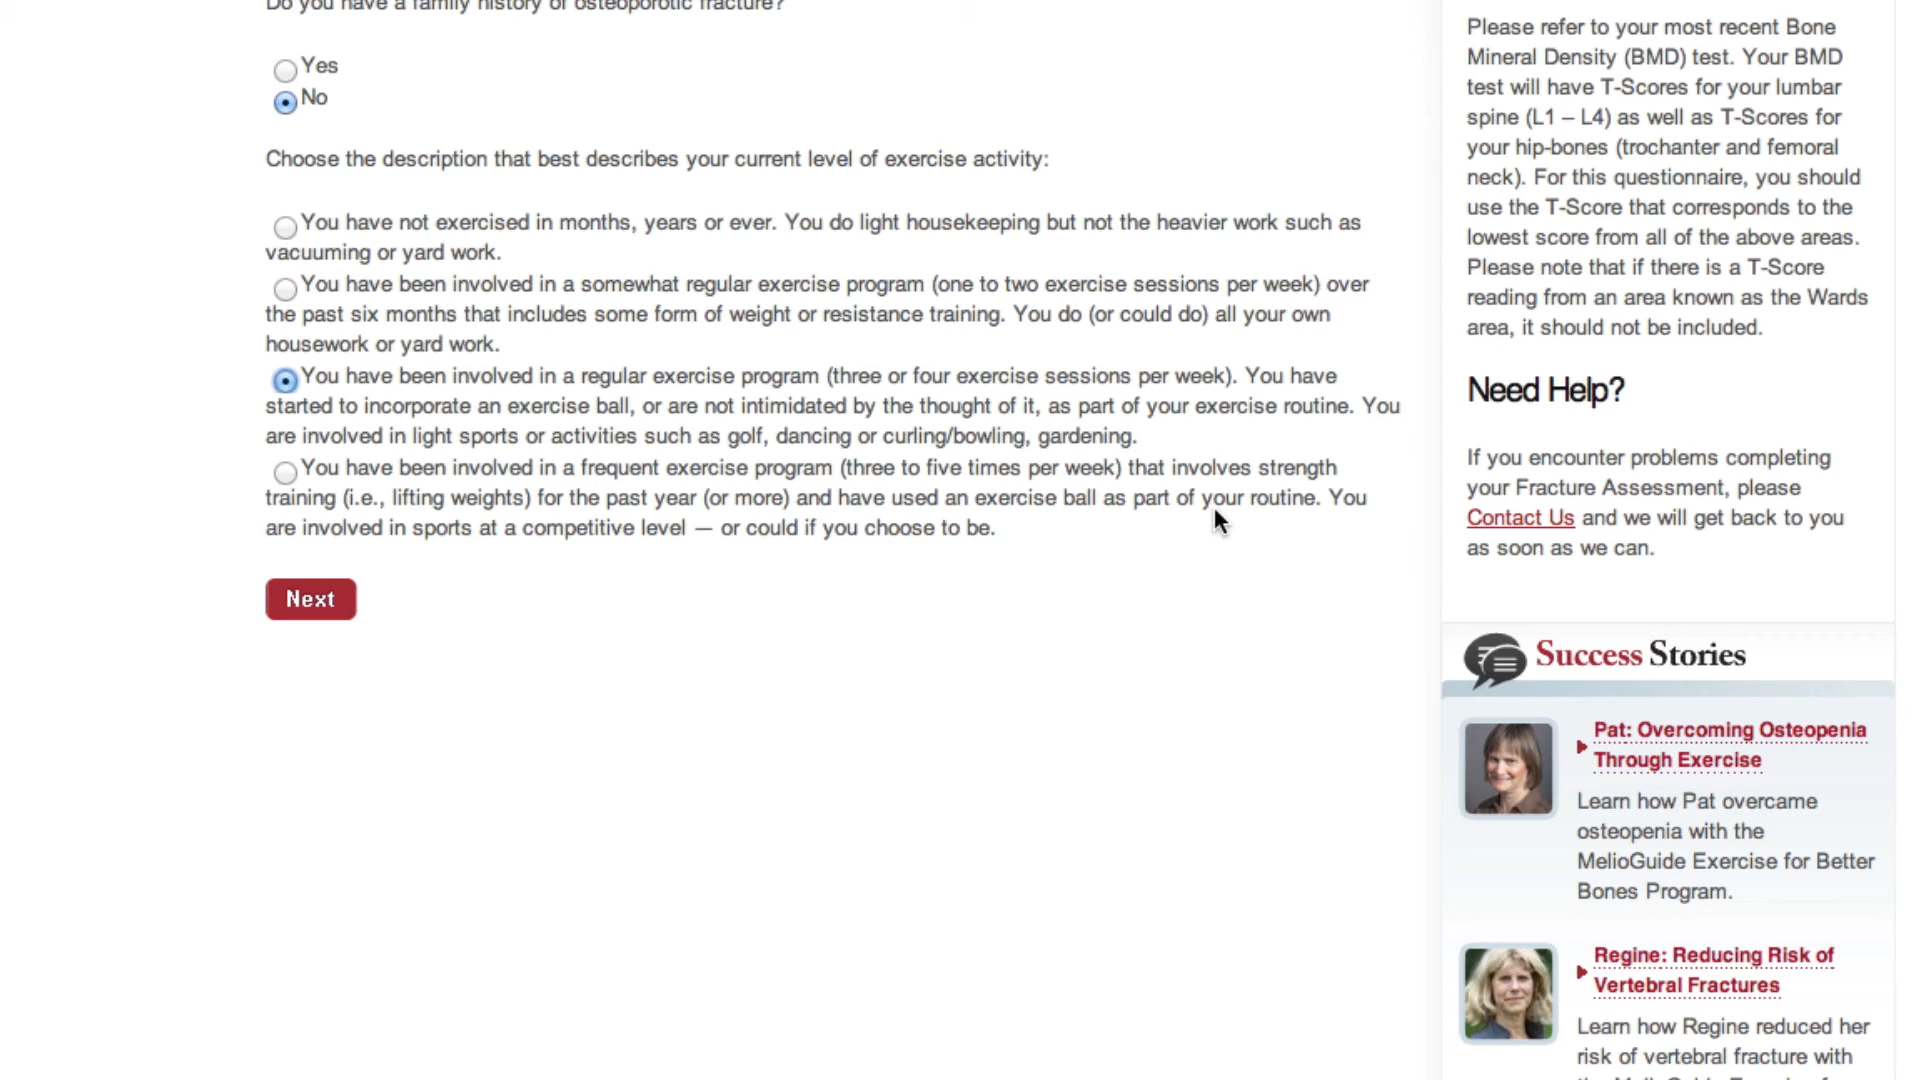 Do you have a family history of osteoporotic fracture?
Yes
No
Choose the description that best describes your current level of exercise activity:
You have not exercised in months, years or ever. You do light housekeeping but not the heavier work such as
vacuuming or yard work.
You have been involved in a somewhat regular exercise program (one to two exercise sessions per week) over
the past six months that includes some form of weight or resistance training. You do (or could do) all your own
housework or yard work.
You have been involved in a regular exercise program (three or four exercise sessions per week). You have
started to incorporate an exercise ball, or are not intimidated by the thought of it, as part of your exercise routine. You
are involved in light sports or activities such as golf, dancing or curling/bowling, gardening.
You have been involved in a frequent exercise program (three to five times per week) that involves strength
training (i.e., lifting weights) for the past year (or more) and have used an exercise ball as part of your routine. You
are involved in sports at a competitive level — or could if you choose to be.
Next
Please refer to your most recent Bone
Mineral Density (BMD) test. Your BMD
test will have T-Scores for your lumbar
spine (L1 – L4) as well as T-Scores for
your hip-bones (trochanter and femoral
neck). For this questionnaire, you should
use the T-Score that corresponds to the
lowest score from all of the above areas.
Please note that if there is a T-Score
reading from an area known as the Wards
area, it should not be included.
Need Help?
If you encounter problems completing
your Fracture Assessment, please
Contact Us and we will get back to you
as soon as we can.
Success Stories
Pat: Overcoming Osteopenia
Through Exercise
Learn how Pat overcame
osteopenia with the
MelioGuide Exercise for Better
Bones Program.
Regine: Reducing Risk of
Vertebral Fractures
Learn how Regine reduced her
risk of vertebral fracture with